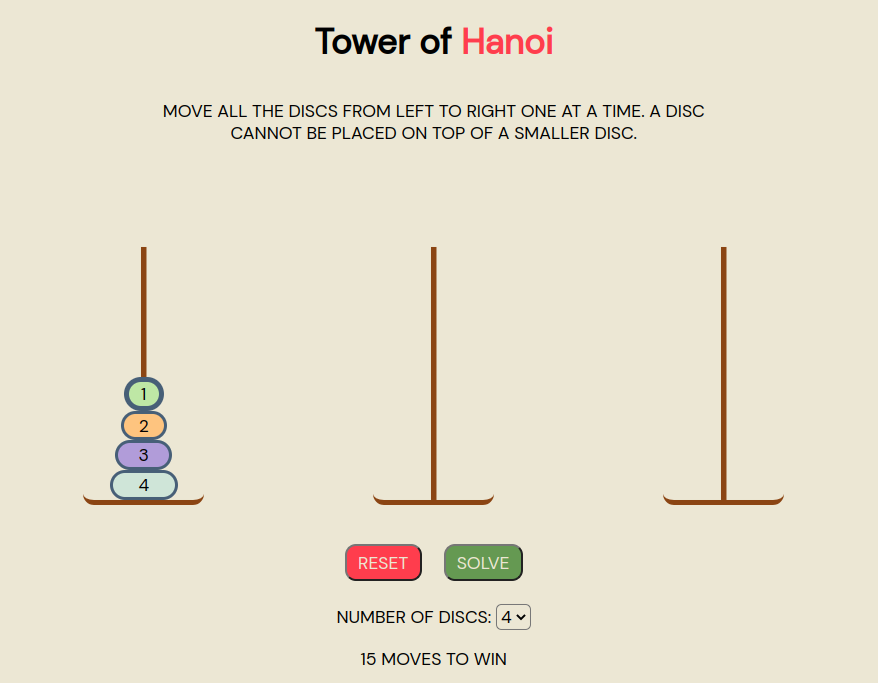 Tower of Hanoi
MOVE ALL THE DISCS FROM LEFT TO RIGHT ONE AT A TIME. A DISC
CANNOT BE PLACED ON TOP OF A SMALLER DISC.
1
2
3
4
RESET SOLVE
NUMBER OF DISCS: 4
15 MOVES TO WIN